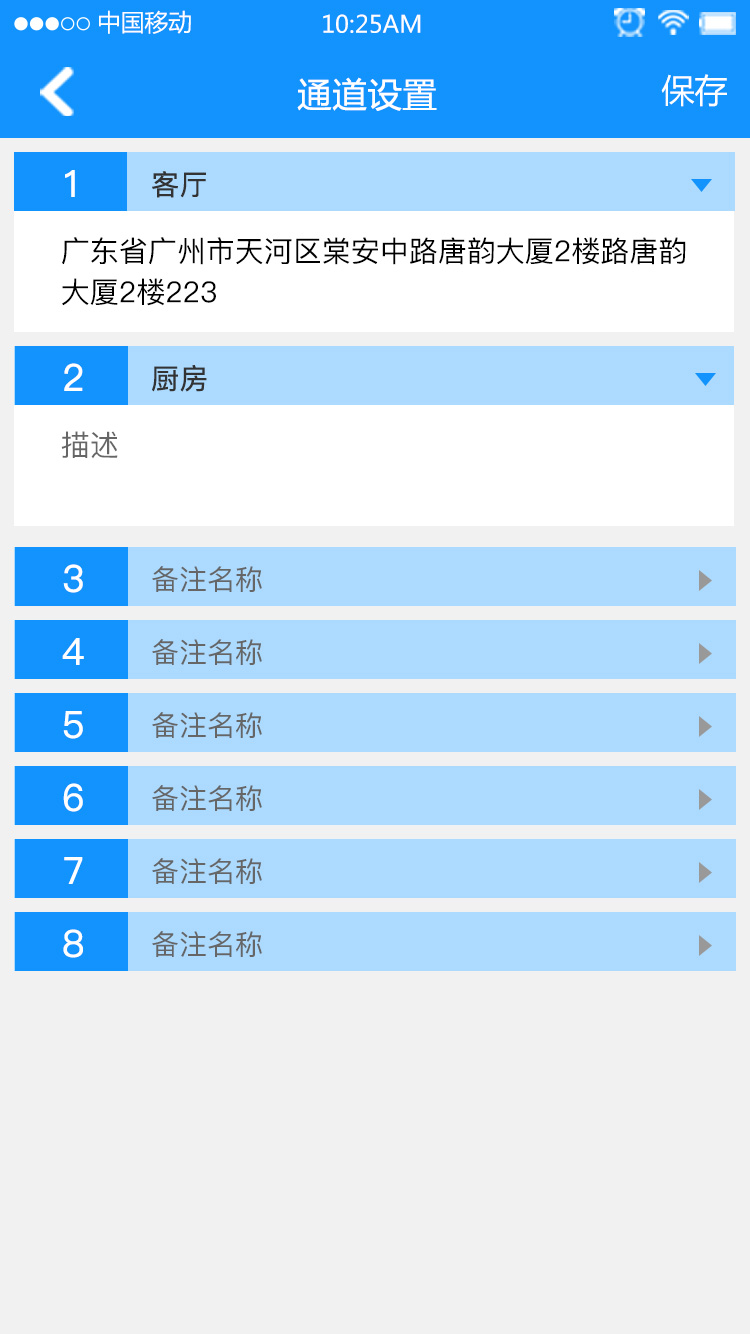 中国移动 10:25AM
通道设置 保存
1 客厅
广东省广州市天河区棠安中路唐韵大厦2楼路唐韵
大厦2楼223
2 厨房
描述
3 备注名称
4 备注名称
5 备注名称
6 备注名称
7 备注名称
8 备注名称